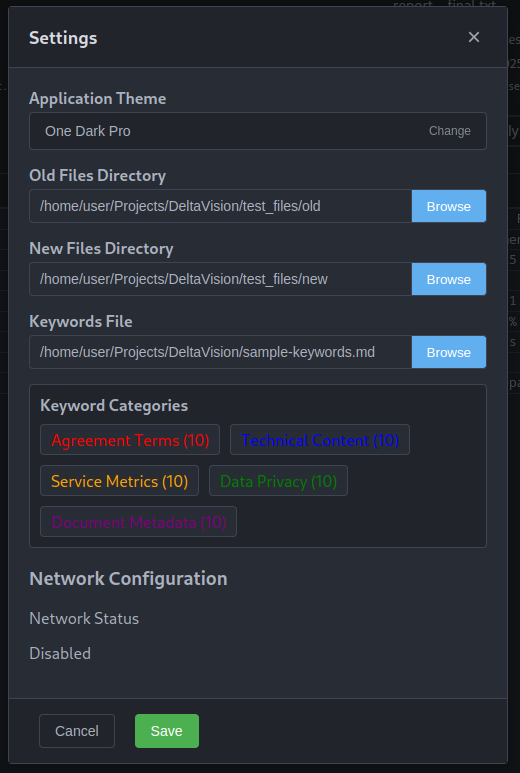 report_ final.txt
Settings
×
Application Theme
One Dark Pro Change
Old Files Directory
/home/user/Projects/DeltaVision/test_files/old Browse
New Files Directory
/home/user/Projects/DeltaVision/test_files/new Browse
Keywords File
/home/user/Projects/DeltaVision/sample-keywords.md Browse
Keyword Categories
Agreement Terms (10) Technical Content (10)
Service Metrics (10) Data Privacy (10)
Document Metadata (10)
Network Configuration
Network Status
Disabled
Cancel Save